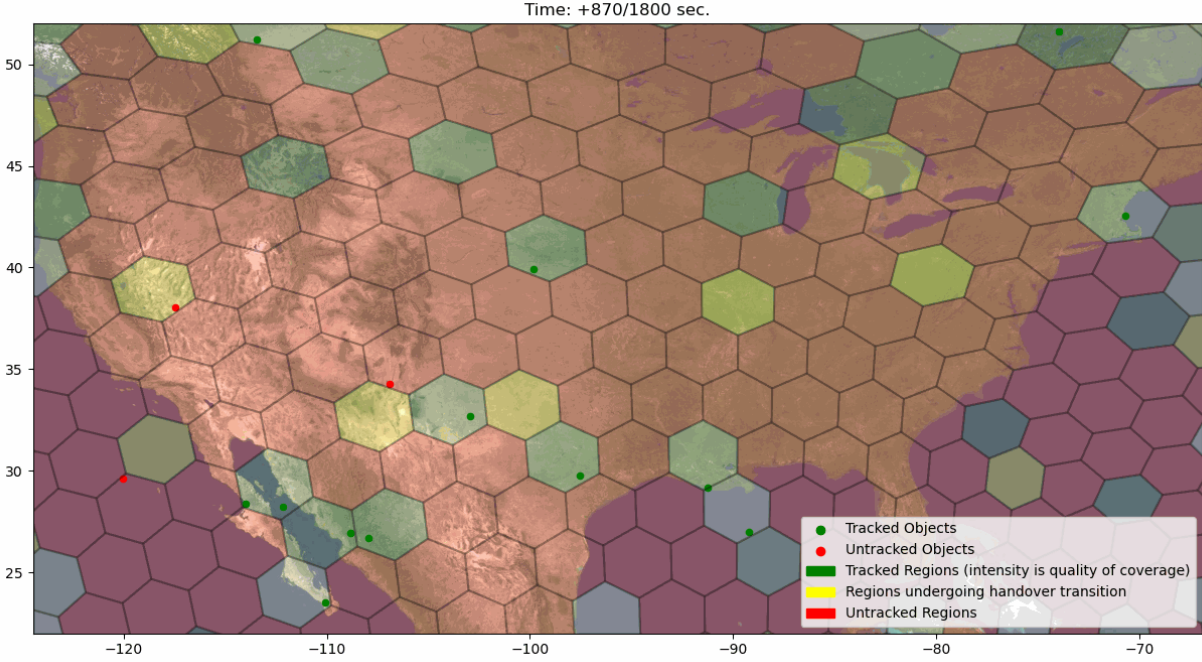 Time: +870/1800 sec.
50
45
40
35
30
25
Tracked Objects
Untracked Objects
Tracked Regions (intensity is quality of coverage)
Regions undergoing handover transition
Untracked Regions
−120 −110 −100 −90 −80 −70